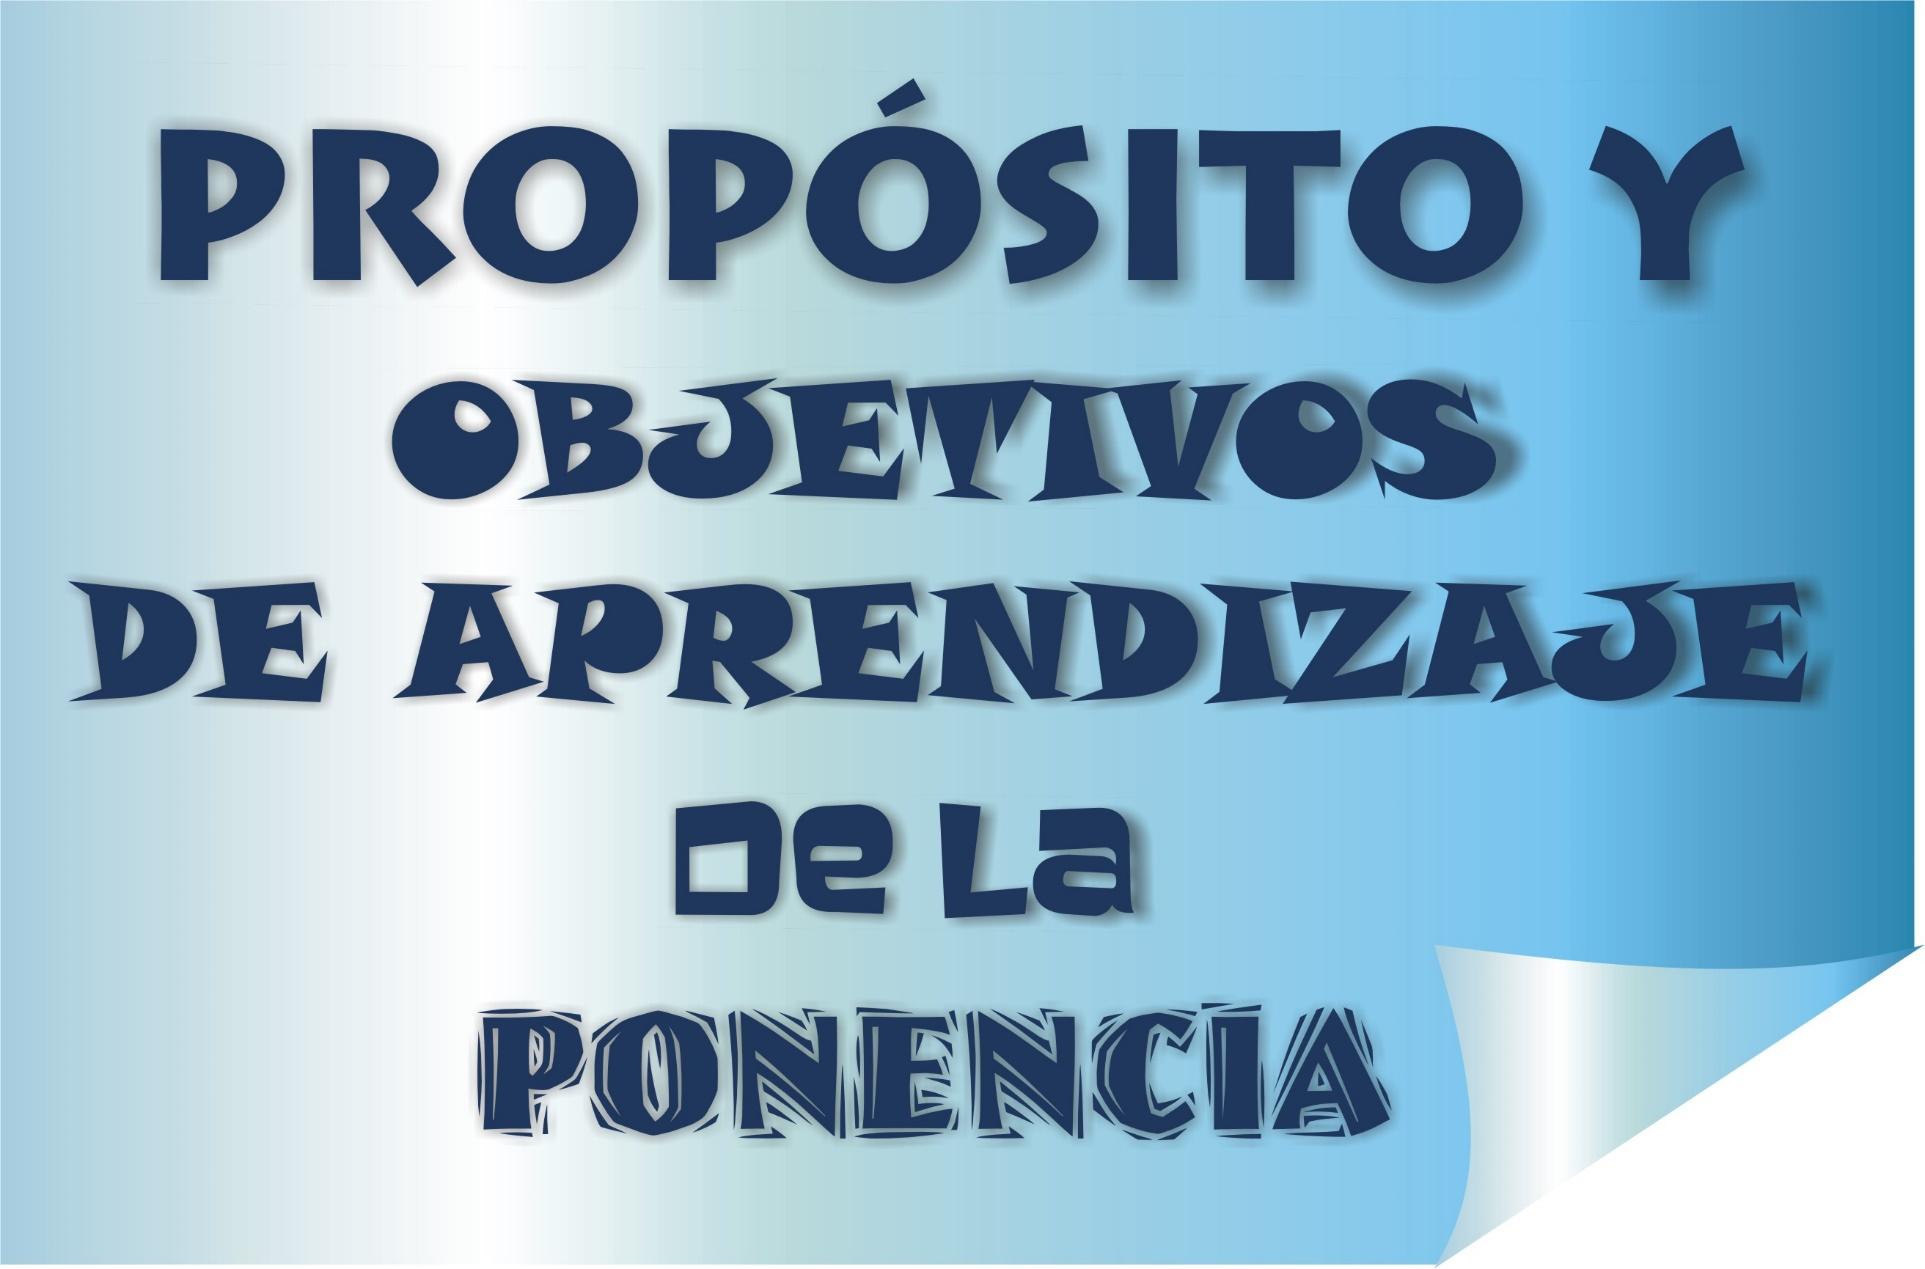 PROPÓSITO Y
OBJETIVOS
DE APRENDIZAJE
De La
PONENCIA